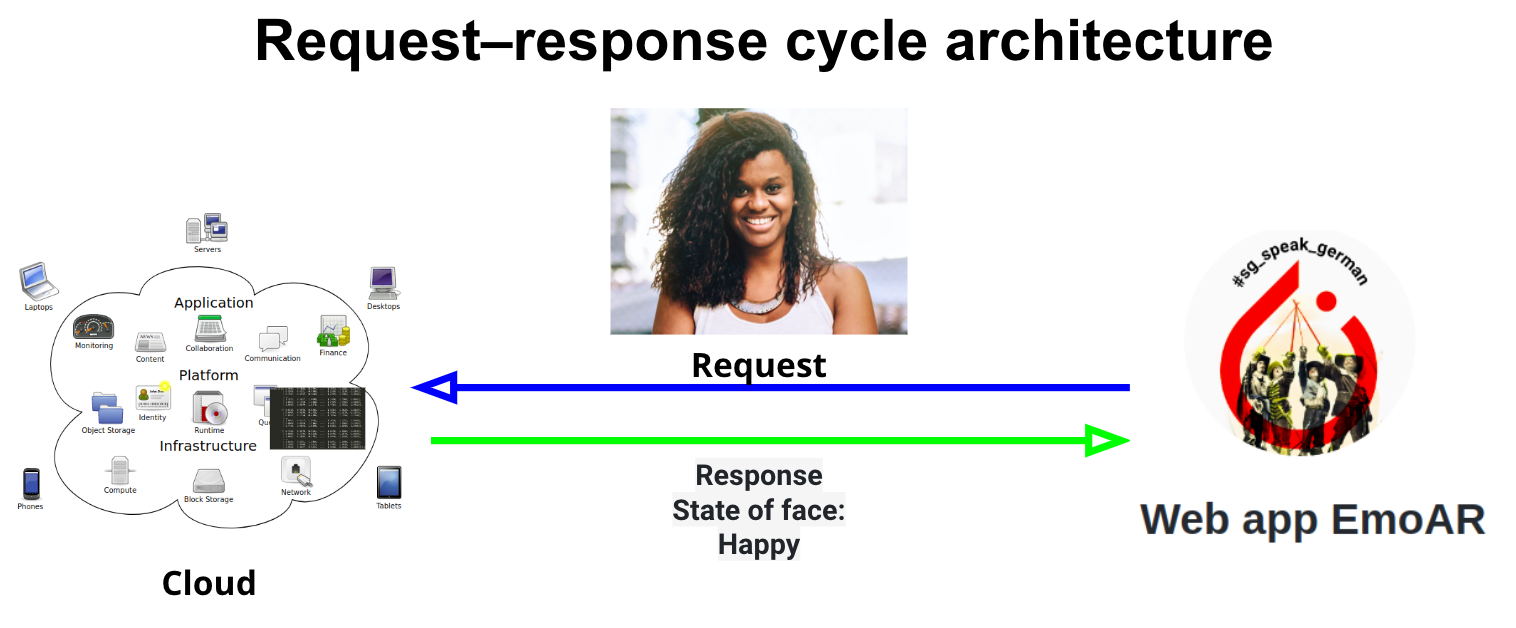 Request–response cycle architecture
Servers
Laptops
Desktops
Application
Monitoring
Content
Collaboration
Communication
Finance
Platform
Object Storage
Identity
Runtime
Infrastructure
Compute
Block Storage
Network
Phones
Tablets
Cloud
Request
Response
State of face:
Happy
#sg_speak_german
Web app EmoAR